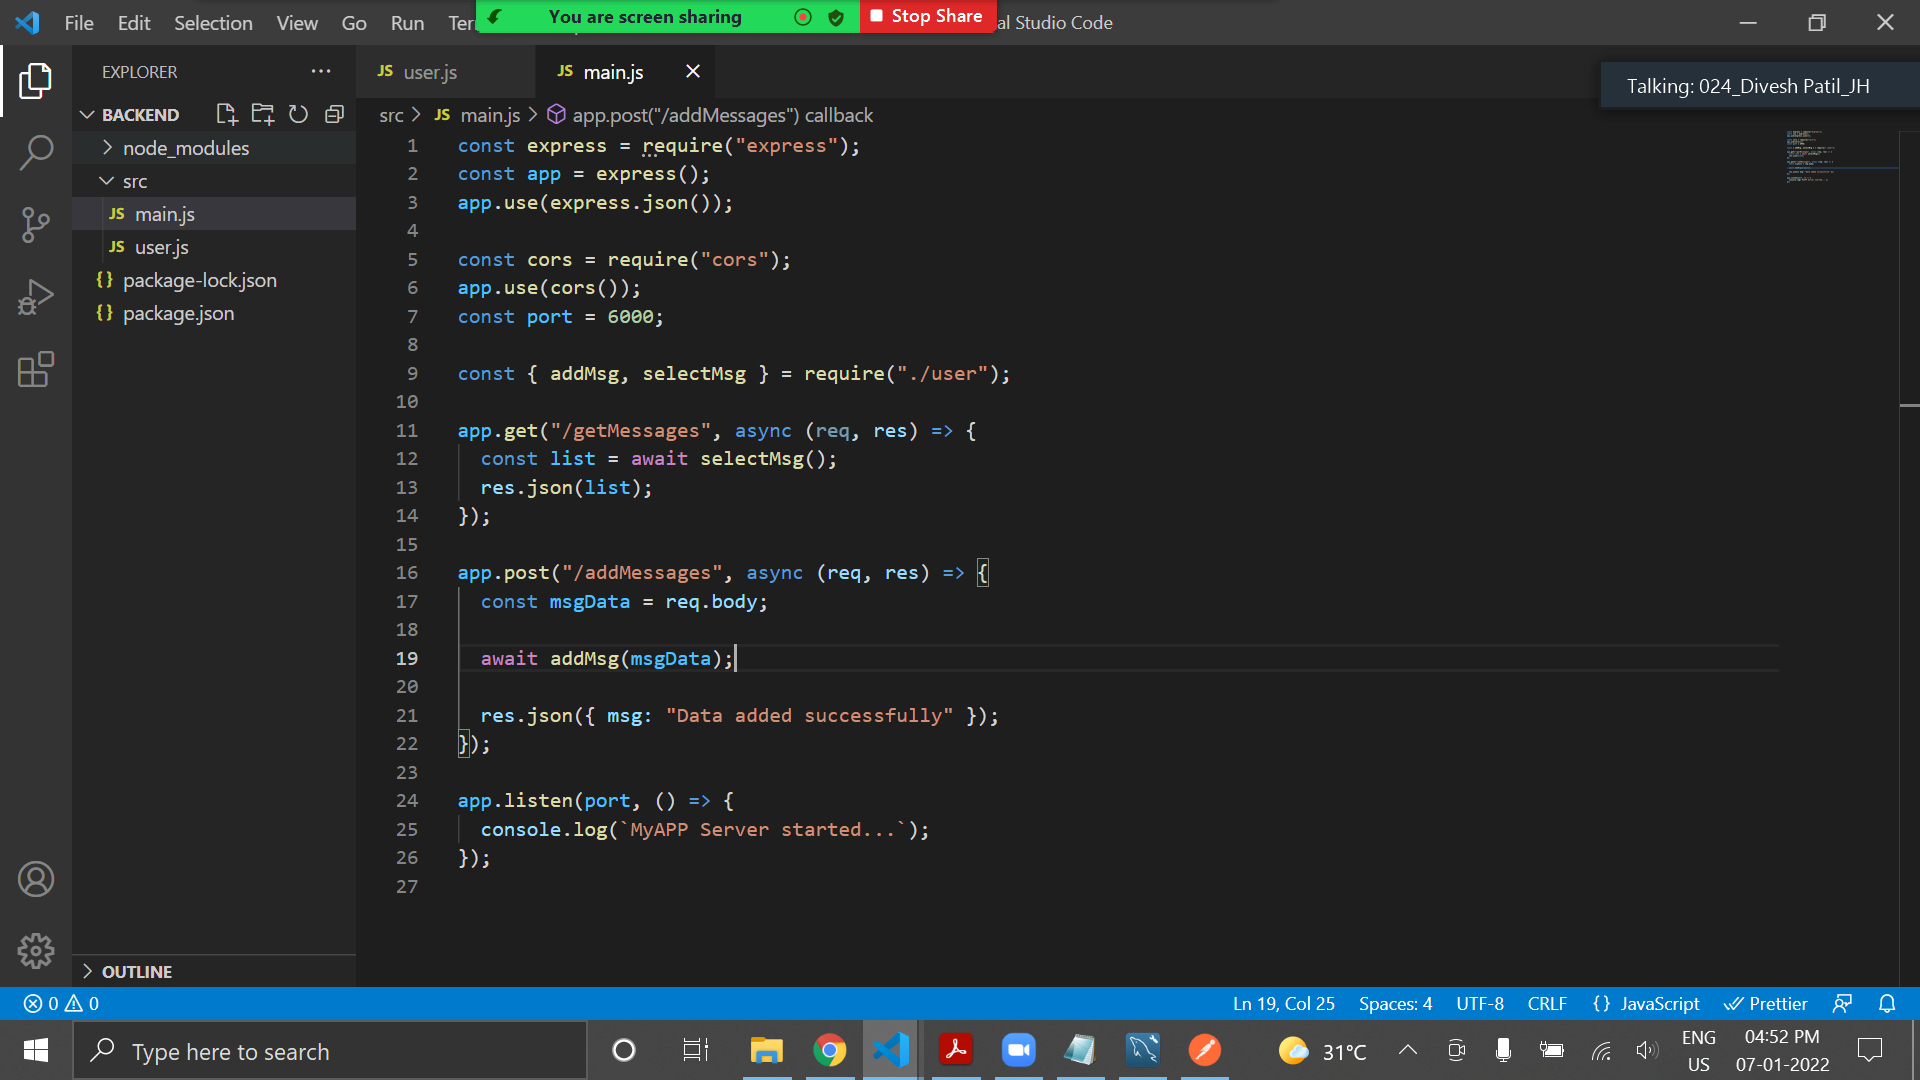 File Edit Selection View Go Run Ter
You are screen sharing
Stop Share
al Studio Code
Talking: 024_Divesh Patil_JH
EXPLORER
BACKEND
node_modules
src
JS main.js
JS user.js
{} package-lock.json
{} package.json
OUTLINE
JS user.js
JS main.js
src > JS main.js > app.post("/addMessages") callback
1 const express = require("express");
2 const app = express();
3 app.use(express.json());
4
5 const cors = require("cors");
6 app.use(cors());
7 const port = 6000;
8
9 const { addMsg, selectMsg } = require("./user");
10
11 app.get("/getMessages", async (req, res) => {
12 const list = await selectMsg();
13 res.json(list);
14 });
15
16 app.post("/addMessages", async (req, res) => {
17 const msgData = req.body;
18
19 await addMsg(msgData);
20
21 res.json({ msg: "Data added successfully" });
22 });
23
24 app.listen(port, () => {
25 console.log(`MyAPP Server started...`);
26 });
27
0 0
Ln 19, Col 25 Spaces: 4 UTF-8 CRLF {} JavaScript Prettier
Type here to search
31°C
ENG
US
04:52 PM
07-01-2022